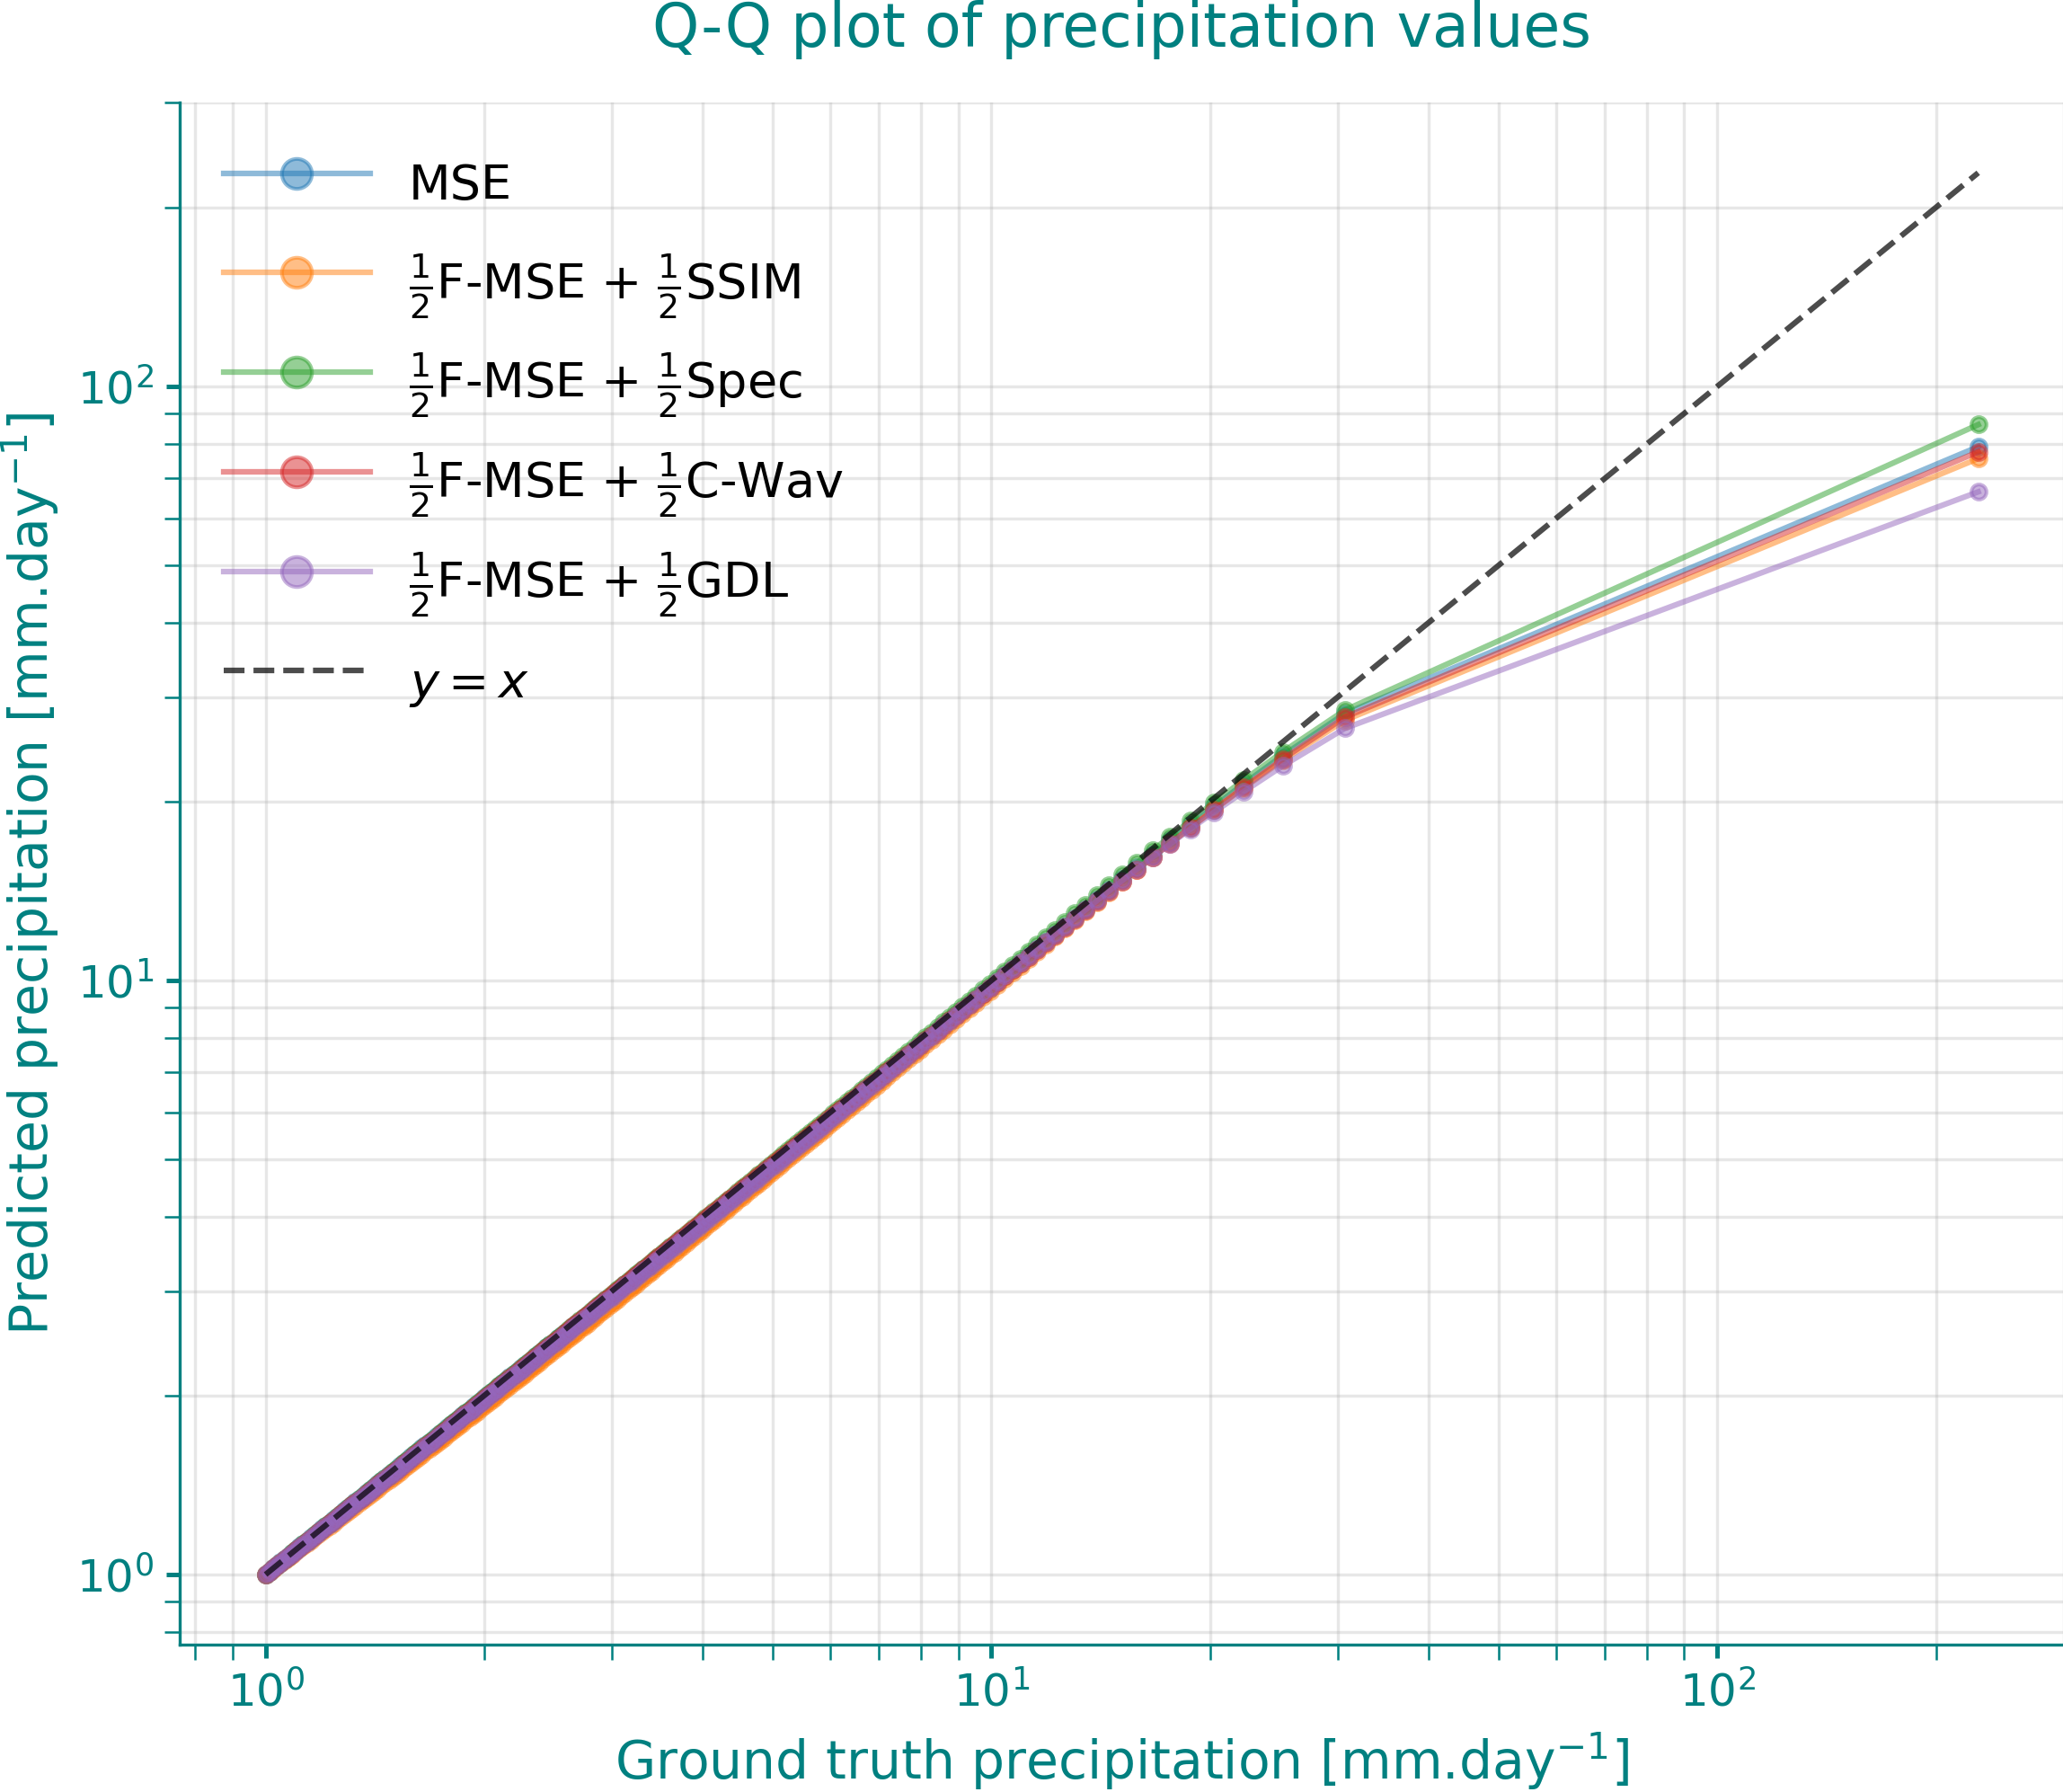 Q-Q plot of precipitation values
MSE
½F-MSE + ½SSIM
½F-MSE + ½Spec
½F-MSE + ½C-Wav
½F-MSE + ½GDL
y = x
Predicted precipitation [mm.day⁻¹]
10²
10¹
10⁰
10⁰ 10¹ 10²
Ground truth precipitation [mm.day⁻¹]